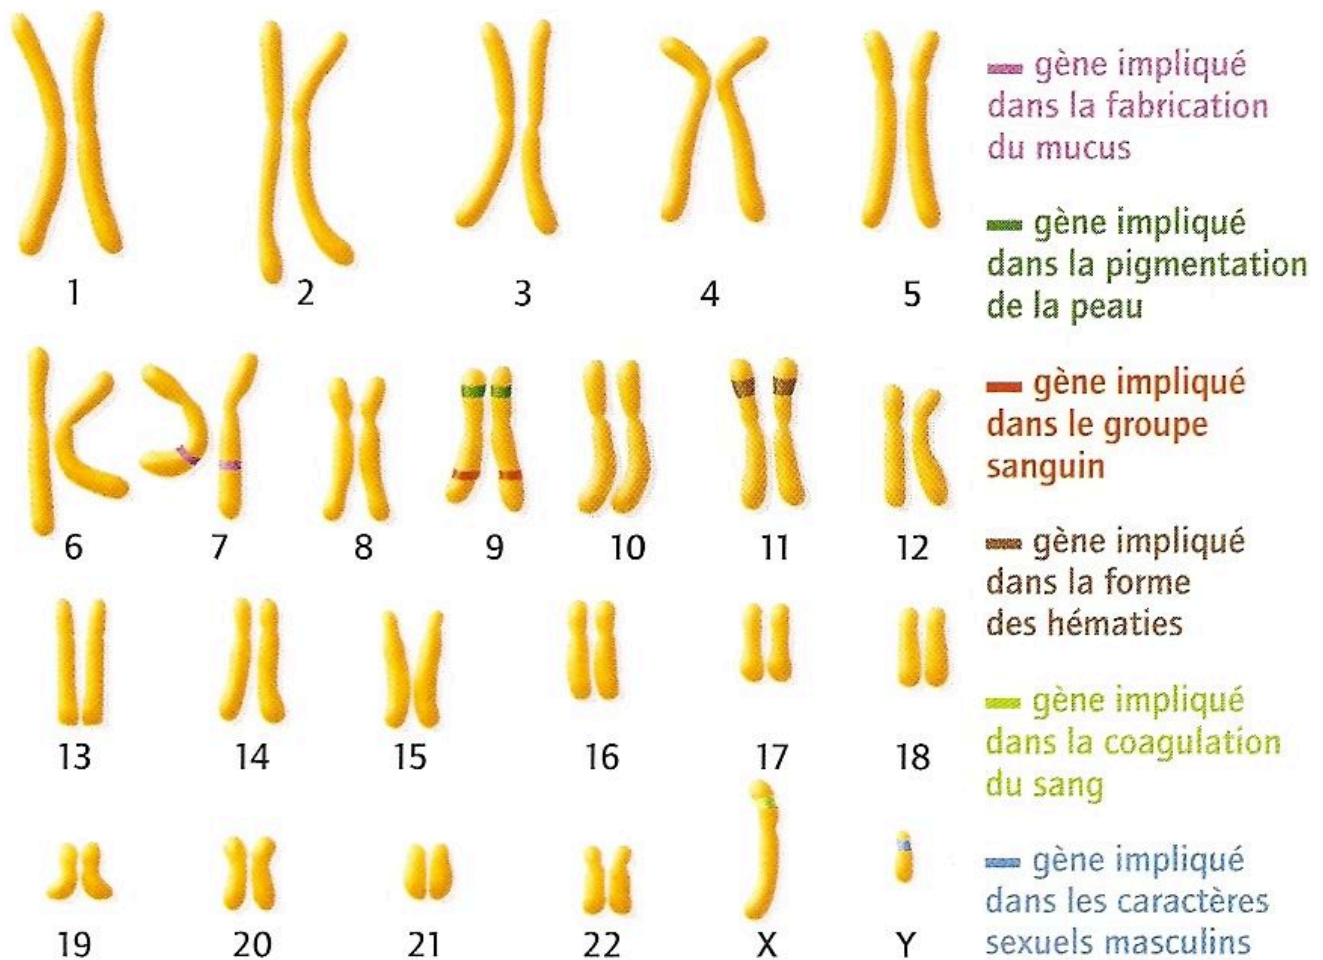 1 2 3 4 5
6 7 8 9 10 11 12
13 14 15 16 17 18
19 20 21 22 X Y
gène impliqué
dans la fabrication
du mucus
gène impliqué
dans la pigmentation
de la peau
gène impliqué
dans le groupe
sanguin
gène impliqué
dans la forme
des hématies
gène impliqué
dans la coagulation
du sang
gène impliqué
dans les caractères
sexuels masculins